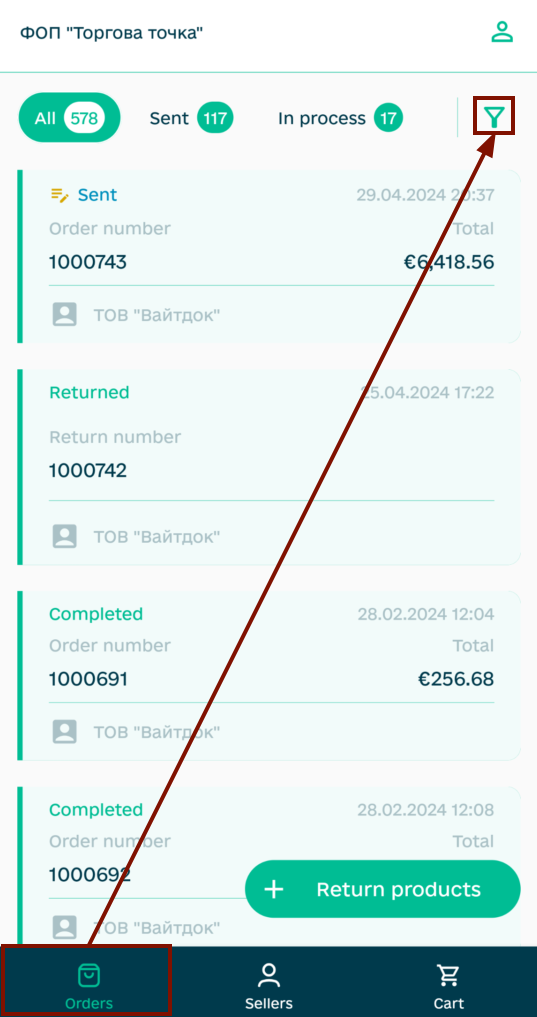 ФОП "Торгова точка"
All 578 Sent 117 In process 17
Sent 29.04.2024 20:37
Order number Total
1000743 €6,418.56
ТОВ "Вайтдок"
Returned 25.04.2024 17:22
Return number
1000742
ТОВ "Вайтдок"
Completed 28.02.2024 12:04
Order number Total
1000691 €256.68
ТОВ "Вайтдок"
Completed 28.02.2024 12:08
Order number Total
1000692
+ Return products
ТОВ "Вайтдок"
Orders Sellers Cart